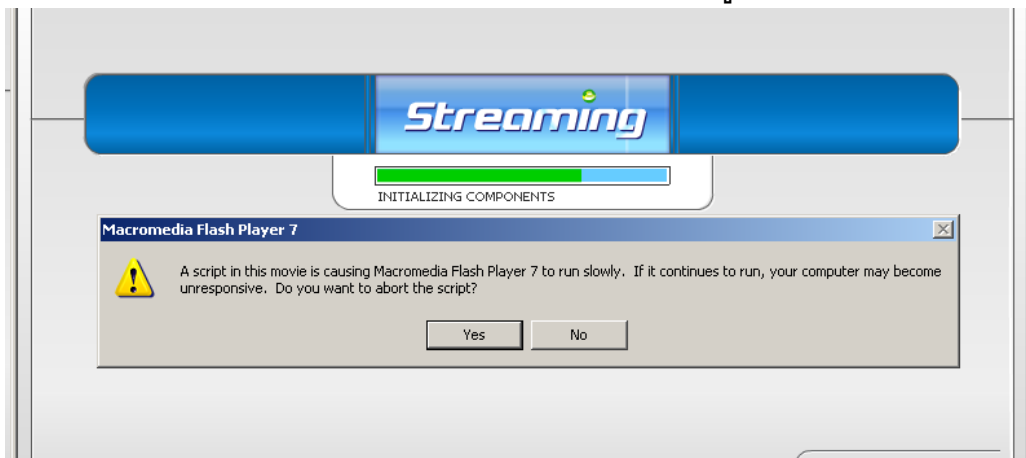 Streaming
INITIALIZING COMPONENTS
Macromedia Flash Player 7
A script in this movie is causing Macromedia Flash Player 7 to run slowly. If it continues to run, your computer may become
unresponsive. Do you want to abort the script?
Yes No